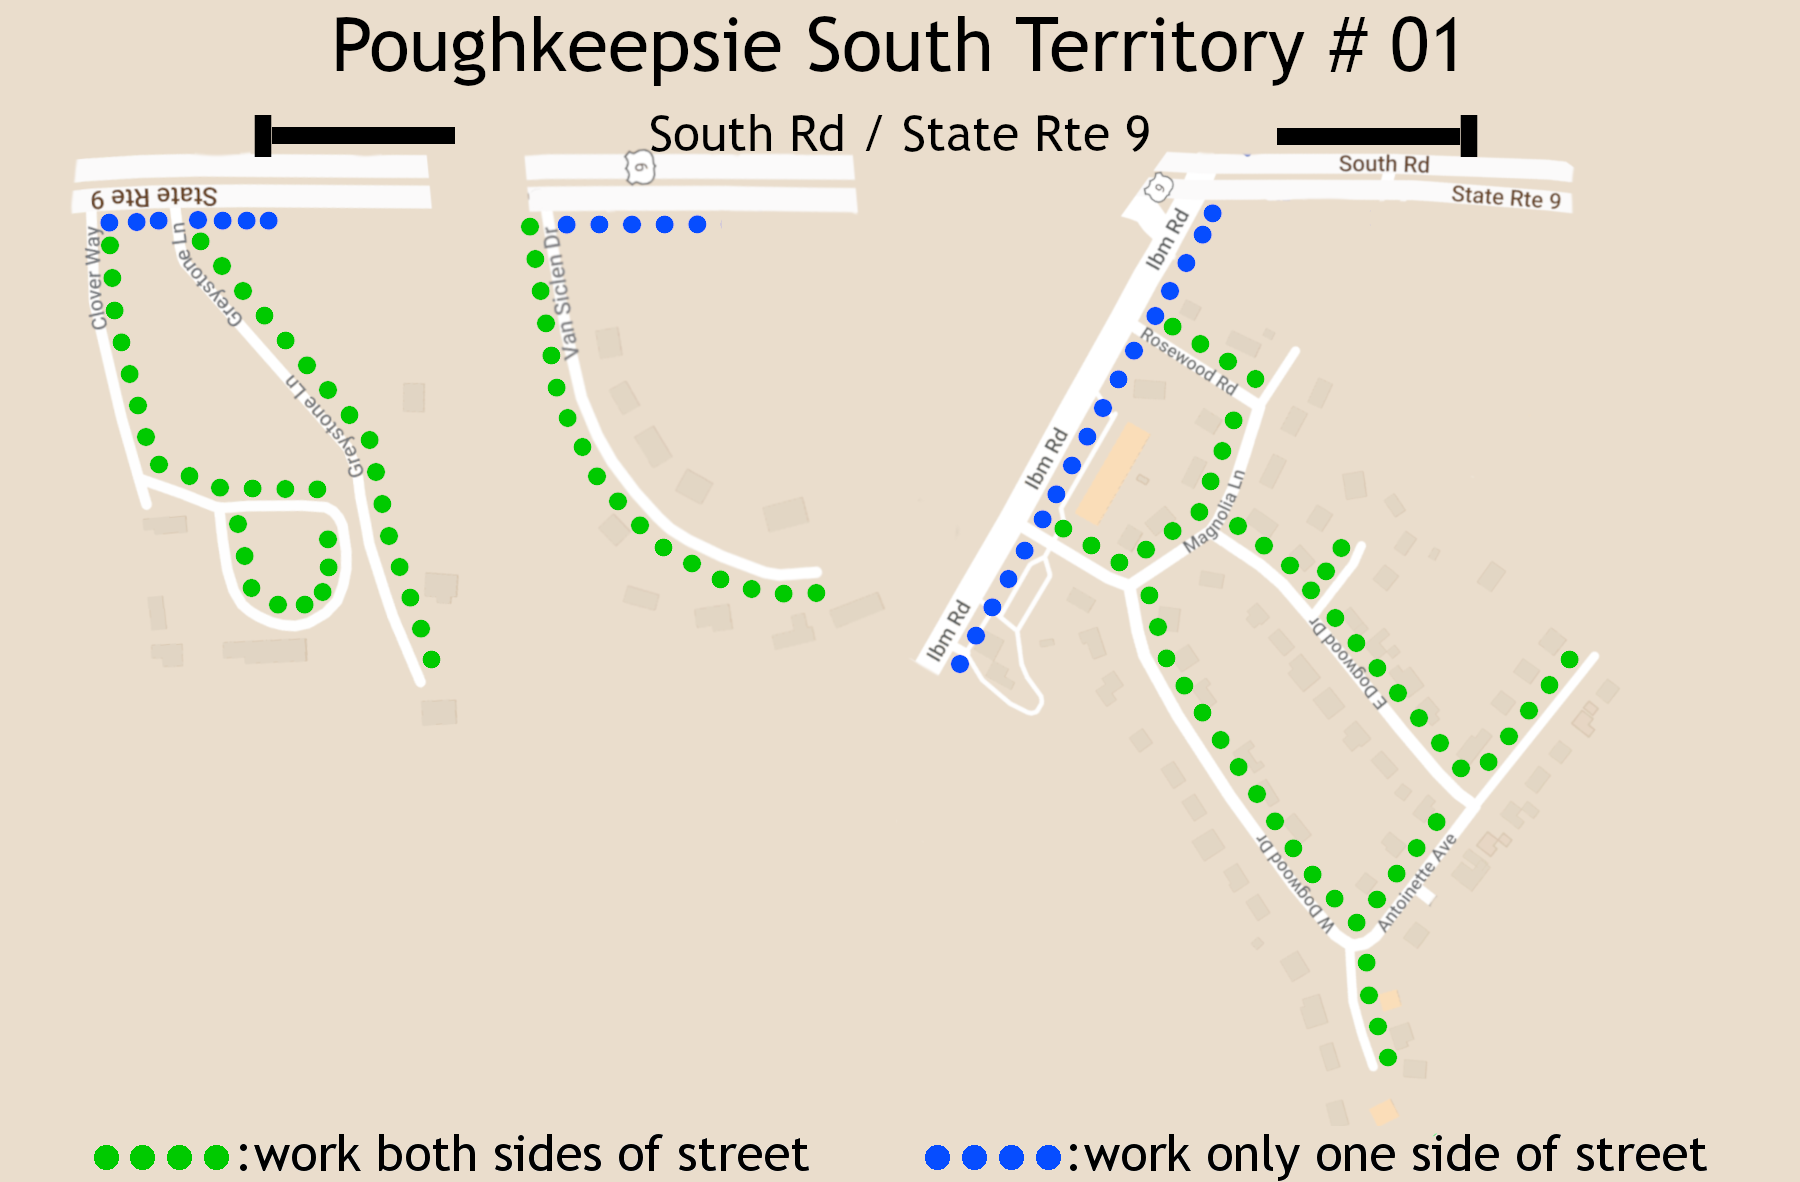 Poughkeepsie South Territory # 01
South Rd / State Rte 9
9
South Rd
State Rte 9
9
State Rte 9
Clover Way
Greystone Ln
Greystone Ln
Van Siclen Dr
Ibm Rd
Rosewood Rd
Ibm Rd
Magnolia Ln
Ibm Rd
E Dogwood Dr
W Dogwood Dr
Antoinette Ave
:work both sides of street
:work only one side of street